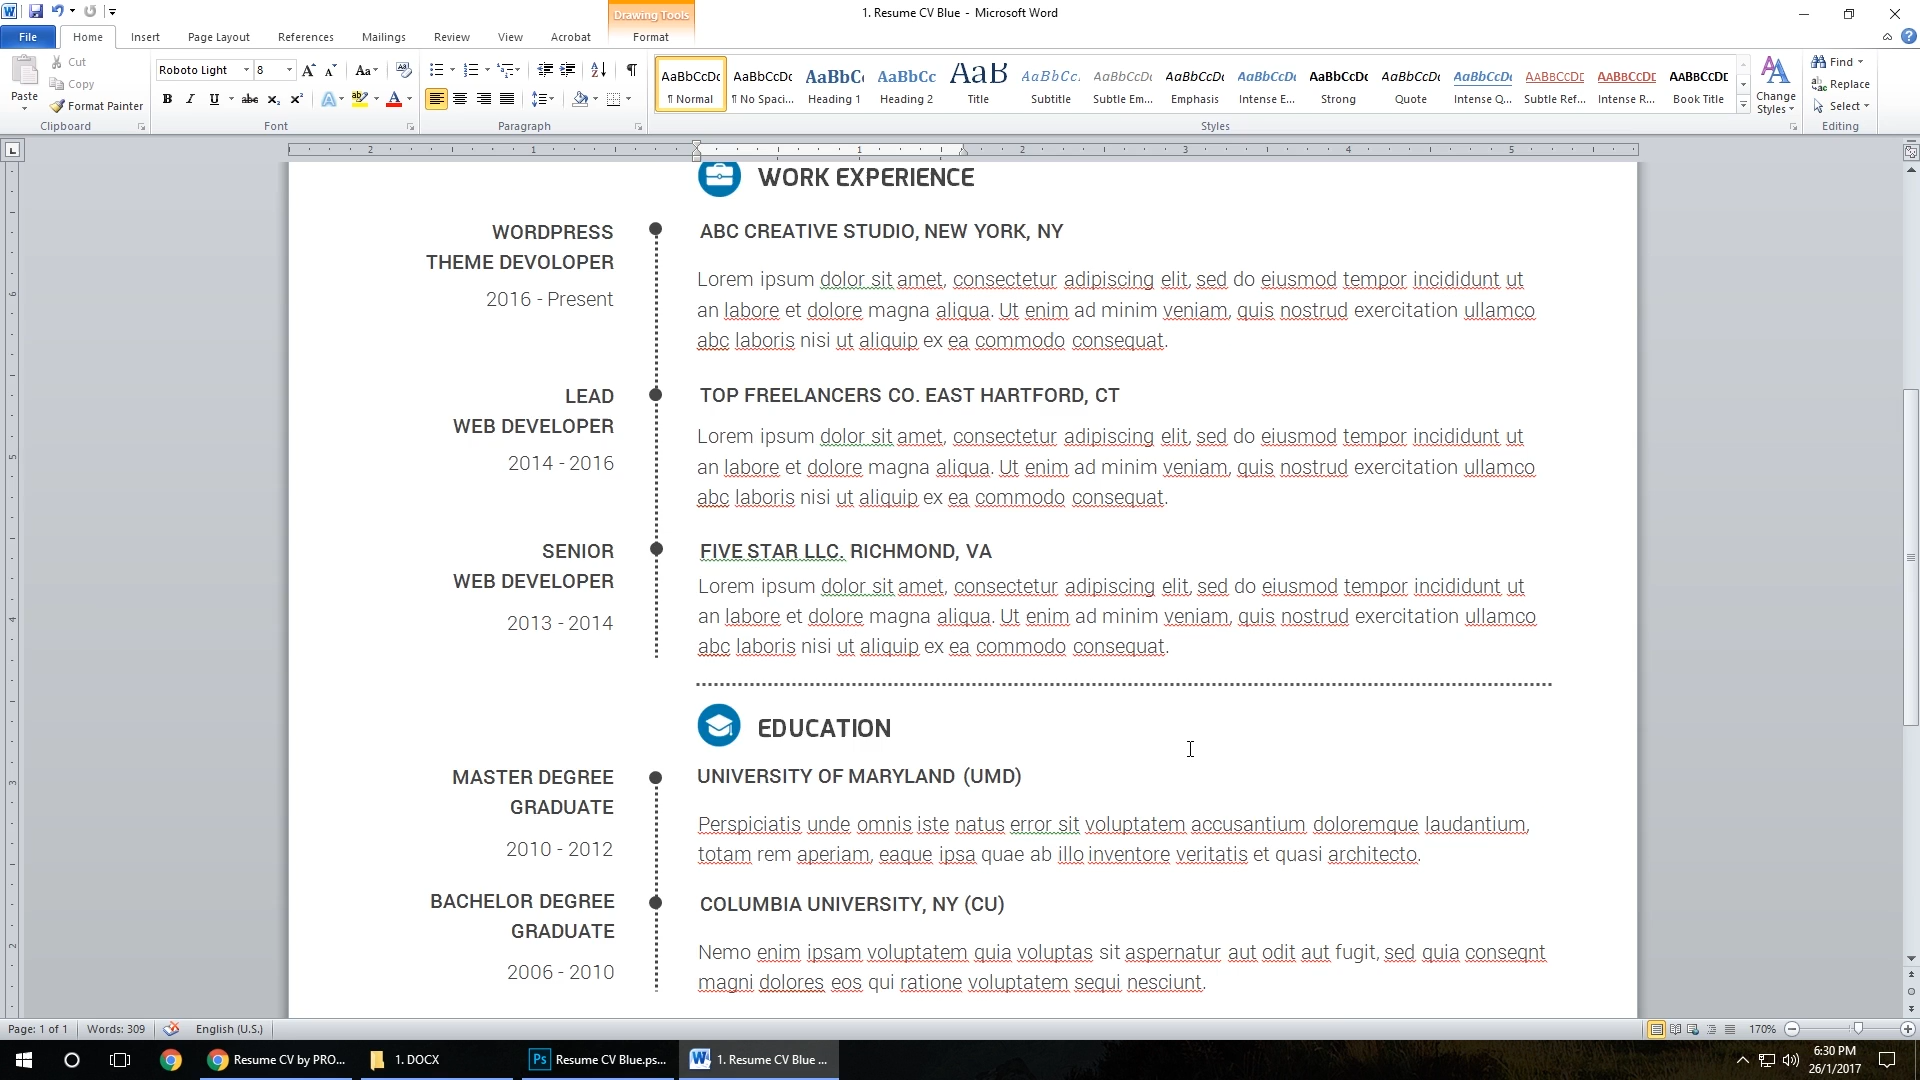 1. Resume CV Blue - Microsoft Word
Drawing Tools
File Home Insert Page Layout References Mailings Review View Acrobat Format
Paste
Cut
Copy
Format Painter
Clipboard
Roboto Light 8
Font
Paragraph
AaBbCcDc AaBbCcDc AaBbC AaBbCc AaB AaBbCc. AaBbCcDc AaBbCcDc AaBbCcDc AaBbCcDc AaBbCcDc AaBbCcDc AABBCCDE AABBCCDE AABBCCDE
¶ Normal ¶ No Spaci... Heading 1 Heading 2 Title Subtitle Subtle Em... Emphasis Intense E... Strong Quote Intense Q... Subtle Ref... Intense R... Book Title
Styles
Change
Styles
Find
Replace
Select
Editing
2 1 1 2 3 4 5
WORK EXPERIENCE
WORDPRESS
THEME DEVOLOPER
2016 - Present
ABC CREATIVE STUDIO, NEW YORK, NY
Lorem ipsum dolor sit amet, consectetur adipiscing elit, sed do eiusmod tempor incididunt ut
an labore et dolore magna aliqua. Ut enim ad minim veniam, quis nostrud exercitation ullamco
abc laboris nisi ut aliquip ex ea commodo consequat.
LEAD
WEB DEVELOPER
2014 - 2016
TOP FREELANCERS CO. EAST HARTFORD, CT
Lorem ipsum dolor sit amet, consectetur adipiscing elit, sed do eiusmod tempor incididunt ut
an labore et dolore magna aliqua. Ut enim ad minim veniam, quis nostrud exercitation ullamco
abc laboris nisi ut aliquip ex ea commodo consequat.
SENIOR
WEB DEVELOPER
2013 - 2014
FIVE STAR LLC. RICHMOND, VA
Lorem ipsum dolor sit amet, consectetur adipiscing elit, sed do eiusmod tempor incididunt ut
an labore et dolore magna aliqua. Ut enim ad minim veniam, quis nostrud exercitation ullamco
abc laboris nisi ut aliquip ex ea commodo consequat.
EDUCATION
MASTER DEGREE
GRADUATE
2010 - 2012
UNIVERSITY OF MARYLAND (UMD)
Perspiciatis unde omnis iste natus error sit voluptatem accusantium doloremque laudantium,
totam rem aperiam, eaque ipsa quae ab illo inventore veritatis et quasi architecto.
BACHELOR DEGREE
GRADUATE
2006 - 2010
COLUMBIA UNIVERSITY, NY (CU)
Nemo enim ipsam voluptatem quia voluptas sit aspernatur aut odit aut fugit, sed quia conseqnt
magni dolores eos qui ratione voluptatem sequi nesciunt.
Page: 1 of 1 Words: 309 English (U.S.) 170%
Resume CV by PRO... 1. DOCX Resume CV Blue.ps... 1. Resume CV Blue ...
6:30 PM
26/1/2017